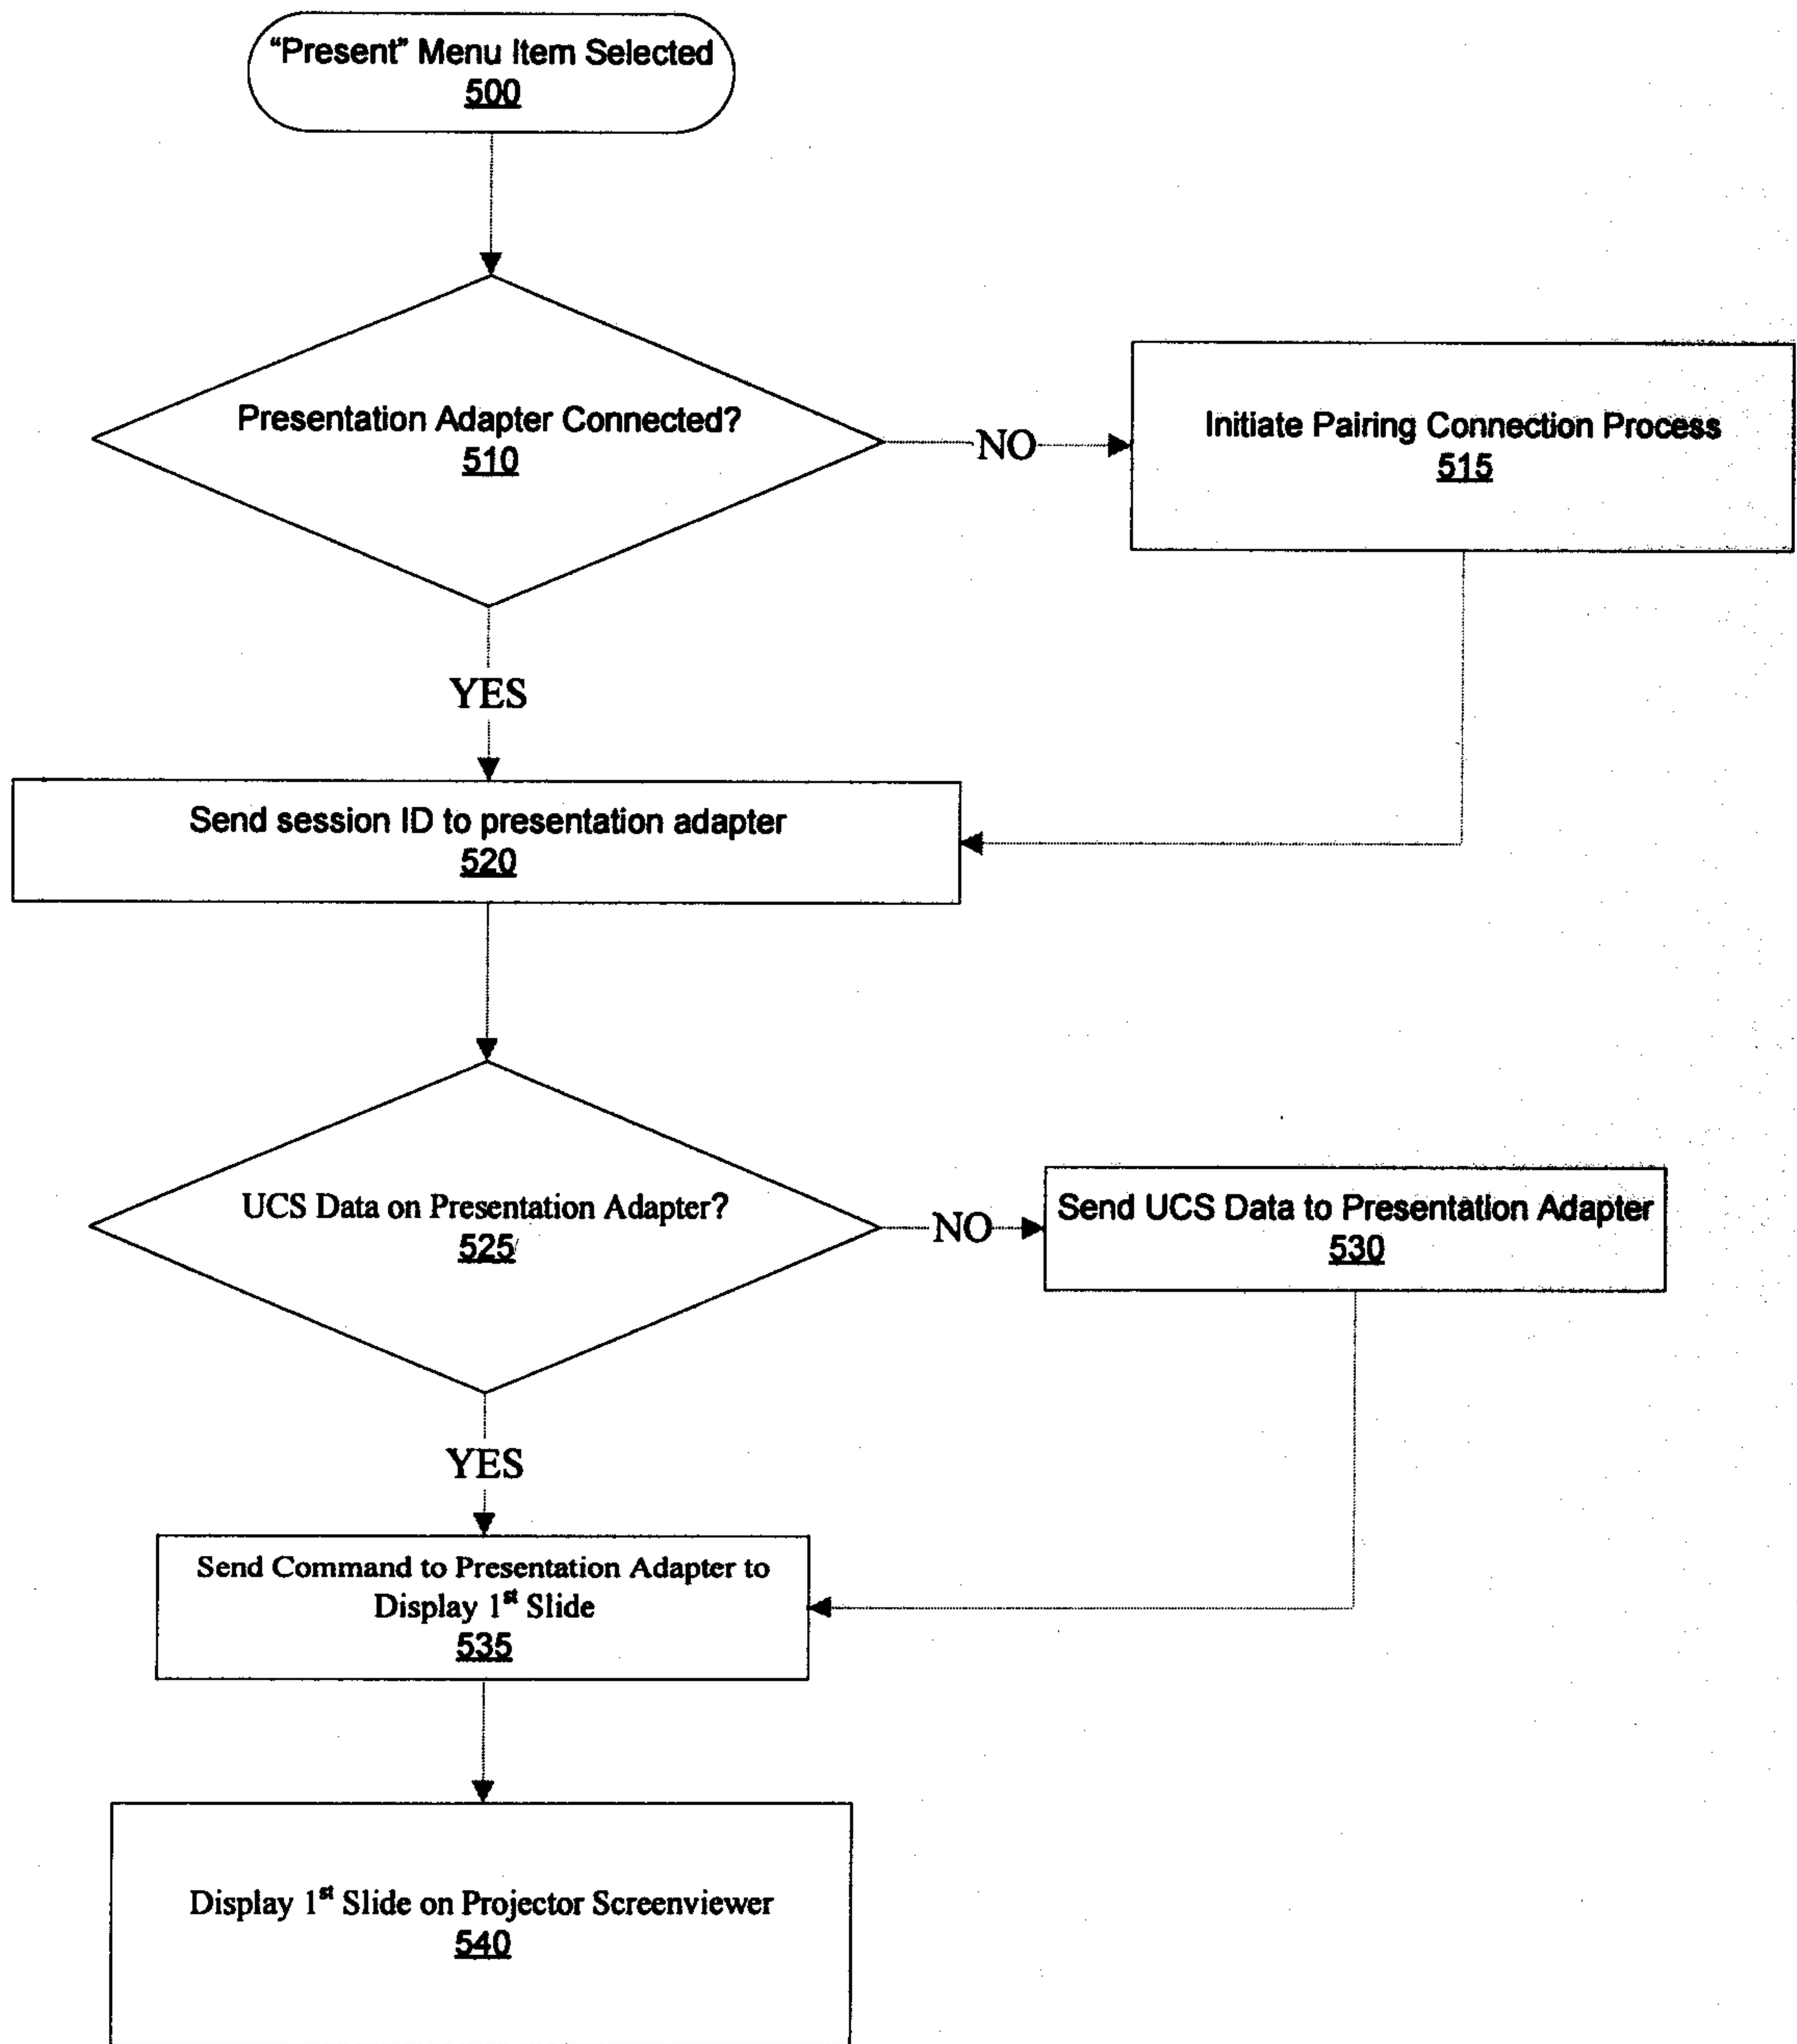 “Present” Menu Item Selected
500
Presentation Adapter Connected?
510
NO
Initiate Pairing Connection Process
515
YES
Send session ID to presentation adapter
520
UCS Data on Presentation Adapter?
525
NO
Send UCS Data to Presentation Adapter
530
YES
Send Command to Presentation Adapter to
Display 1st Slide
535
Display 1st Slide on Projector Screenviewer
540